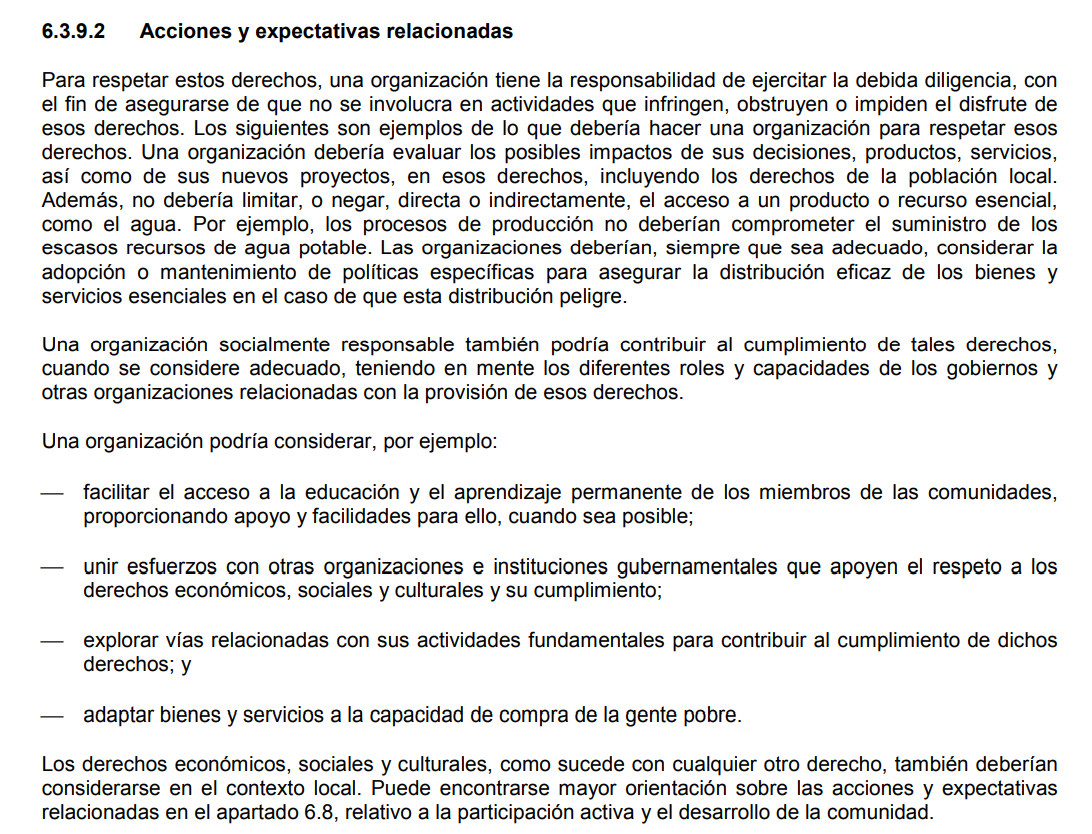 6.3.9.2 Acciones y expectativas relacionadas
Para respetar estos derechos, una organización tiene la responsabilidad de ejercitar la debida diligencia, con
el fin de asegurarse de que no se involucra en actividades que infringen, obstruyen o impiden el disfrute de
esos derechos. Los siguientes son ejemplos de lo que debería hacer una organización para respetar esos
derechos. Una organización debería evaluar los posibles impactos de sus decisiones, productos, servicios,
así como de sus nuevos proyectos, en esos derechos, incluyendo los derechos de la población local.
Además, no debería limitar, o negar, directa o indirectamente, el acceso a un producto o recurso esencial,
como el agua. Por ejemplo, los procesos de producción no deberían comprometer el suministro de los
escasos recursos de agua potable. Las organizaciones deberían, siempre que sea adecuado, considerar la
adopción o mantenimiento de políticas específicas para asegurar la distribución eficaz de los bienes y
servicios esenciales en el caso de que esta distribución peligre.
Una organización socialmente responsable también podría contribuir al cumplimiento de tales derechos,
cuando se considere adecuado, teniendo en mente los diferentes roles y capacidades de los gobiernos y
otras organizaciones relacionadas con la provisión de esos derechos.
Una organización podría considerar, por ejemplo:
— facilitar el acceso a la educación y el aprendizaje permanente de los miembros de las comunidades,
proporcionando apoyo y facilidades para ello, cuando sea posible;
— unir esfuerzos con otras organizaciones e instituciones gubernamentales que apoyen el respeto a los
derechos económicos, sociales y culturales y su cumplimiento;
— explorar vías relacionadas con sus actividades fundamentales para contribuir al cumplimiento de dichos
derechos; y
— adaptar bienes y servicios a la capacidad de compra de la gente pobre.
Los derechos económicos, sociales y culturales, como sucede con cualquier otro derecho, también deberían
considerarse en el contexto local. Puede encontrarse mayor orientación sobre las acciones y expectativas
relacionadas en el apartado 6.8, relativo a la participación activa y el desarrollo de la comunidad.